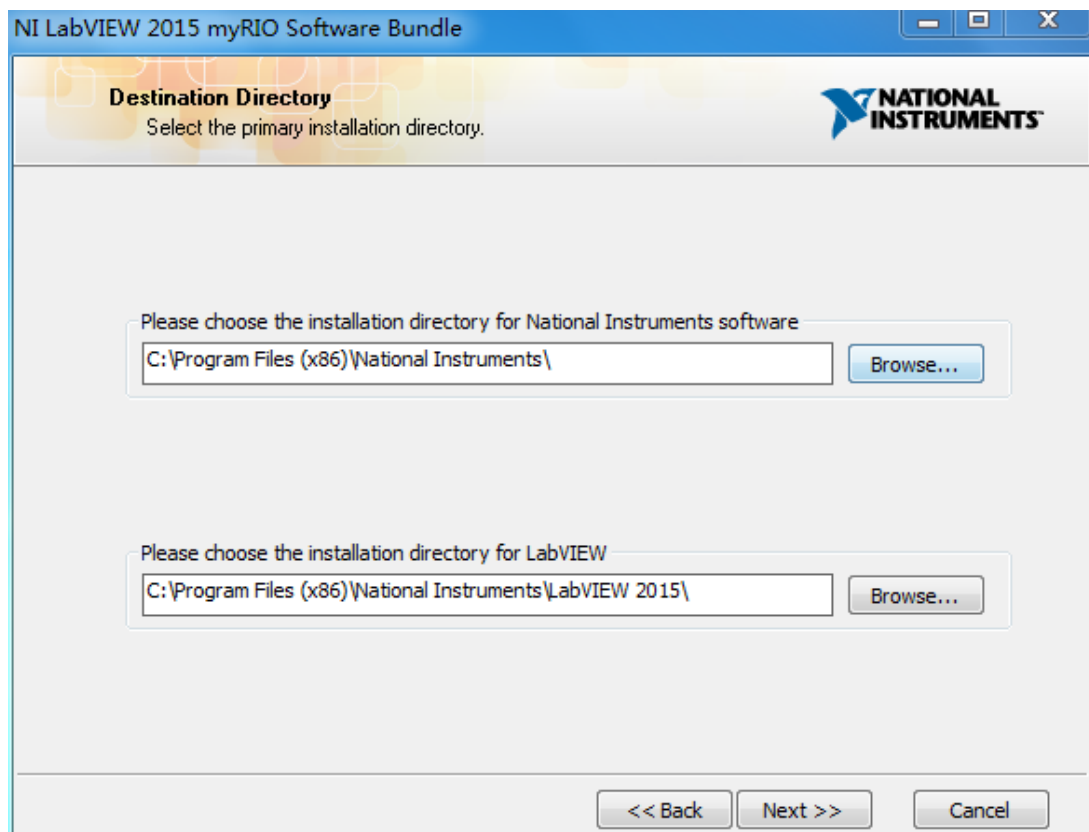 NI LabVIEW 2015 myRIO Software Bundle
Destination Directory
Select the primary installation directory.
NATIONAL
INSTRUMENTS™
Please choose the installation directory for National Instruments software
C:\Program Files (x86)\National Instruments\
Browse...
Please choose the installation directory for LabVIEW
C:\Program Files (x86)\National Instruments\LabVIEW 2015\
Browse...
<< Back
Next >>
Cancel